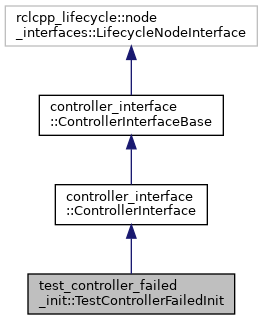 rclcpp_lifecycle::node
_interfaces::LifecycleNodeInterface
controller_interface
::ControllerInterfaceBase
controller_interface
::ControllerInterface
test_controller_failed
_init::TestControllerFailedInit